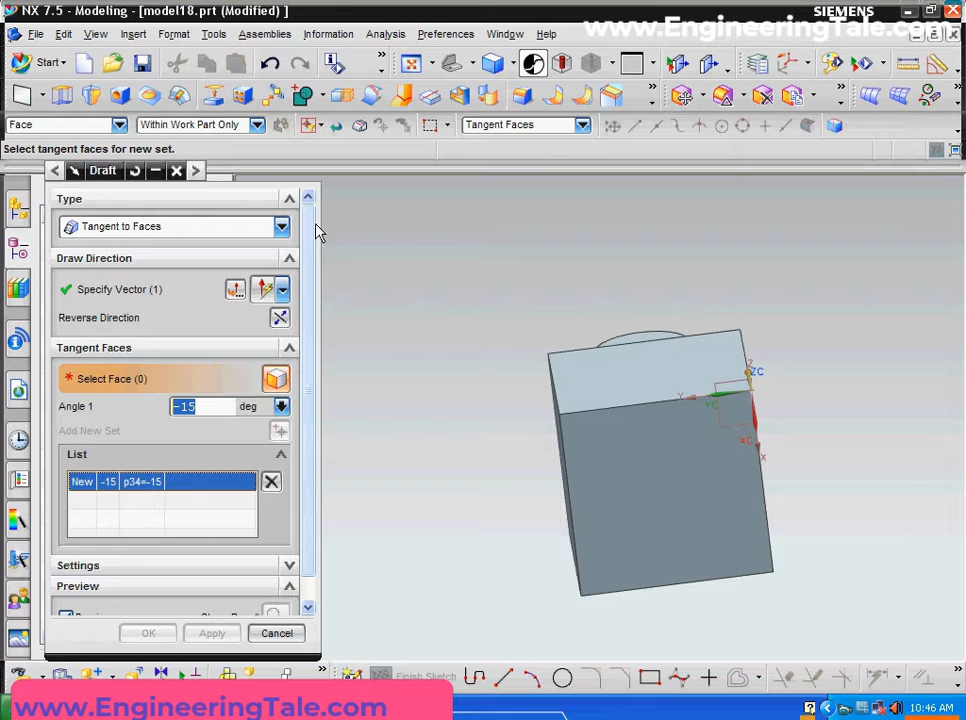 NX 7.5 - Modeling - [model18.prt (Modified) ]
SIEMENS
www.EngineeringTale.com
File Edit View Insert Format Tools Assemblies Information Analysis Preferences Window Help
Start
Face
Within Work Part Only
Tangent Faces
Select tangent faces for new set.
Draft
Type
Tangent to Faces
Draw Direction
Specify Vector (1)
Reverse Direction
Tangent Faces
* Select Face (0)
Angle 1
-15
deg
Add New Set
List
New -15 p34=-15
Settings
Preview
OK
Apply
Cancel
Z
ZC
X
YC
XC
X
Finish Sketch
www.EngineeringTale.com
10:46 AM